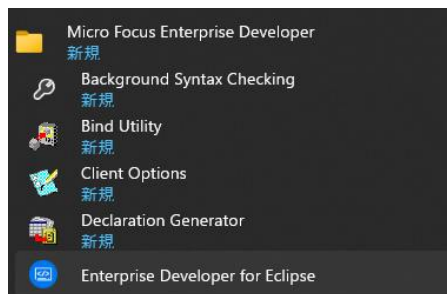 Micro Focus Enterprise Developer
新規
Background Syntax Checking
新規
Bind Utility
新規
Client Options
新規
Declaration Generator
新規
Enterprise Developer for Eclipse